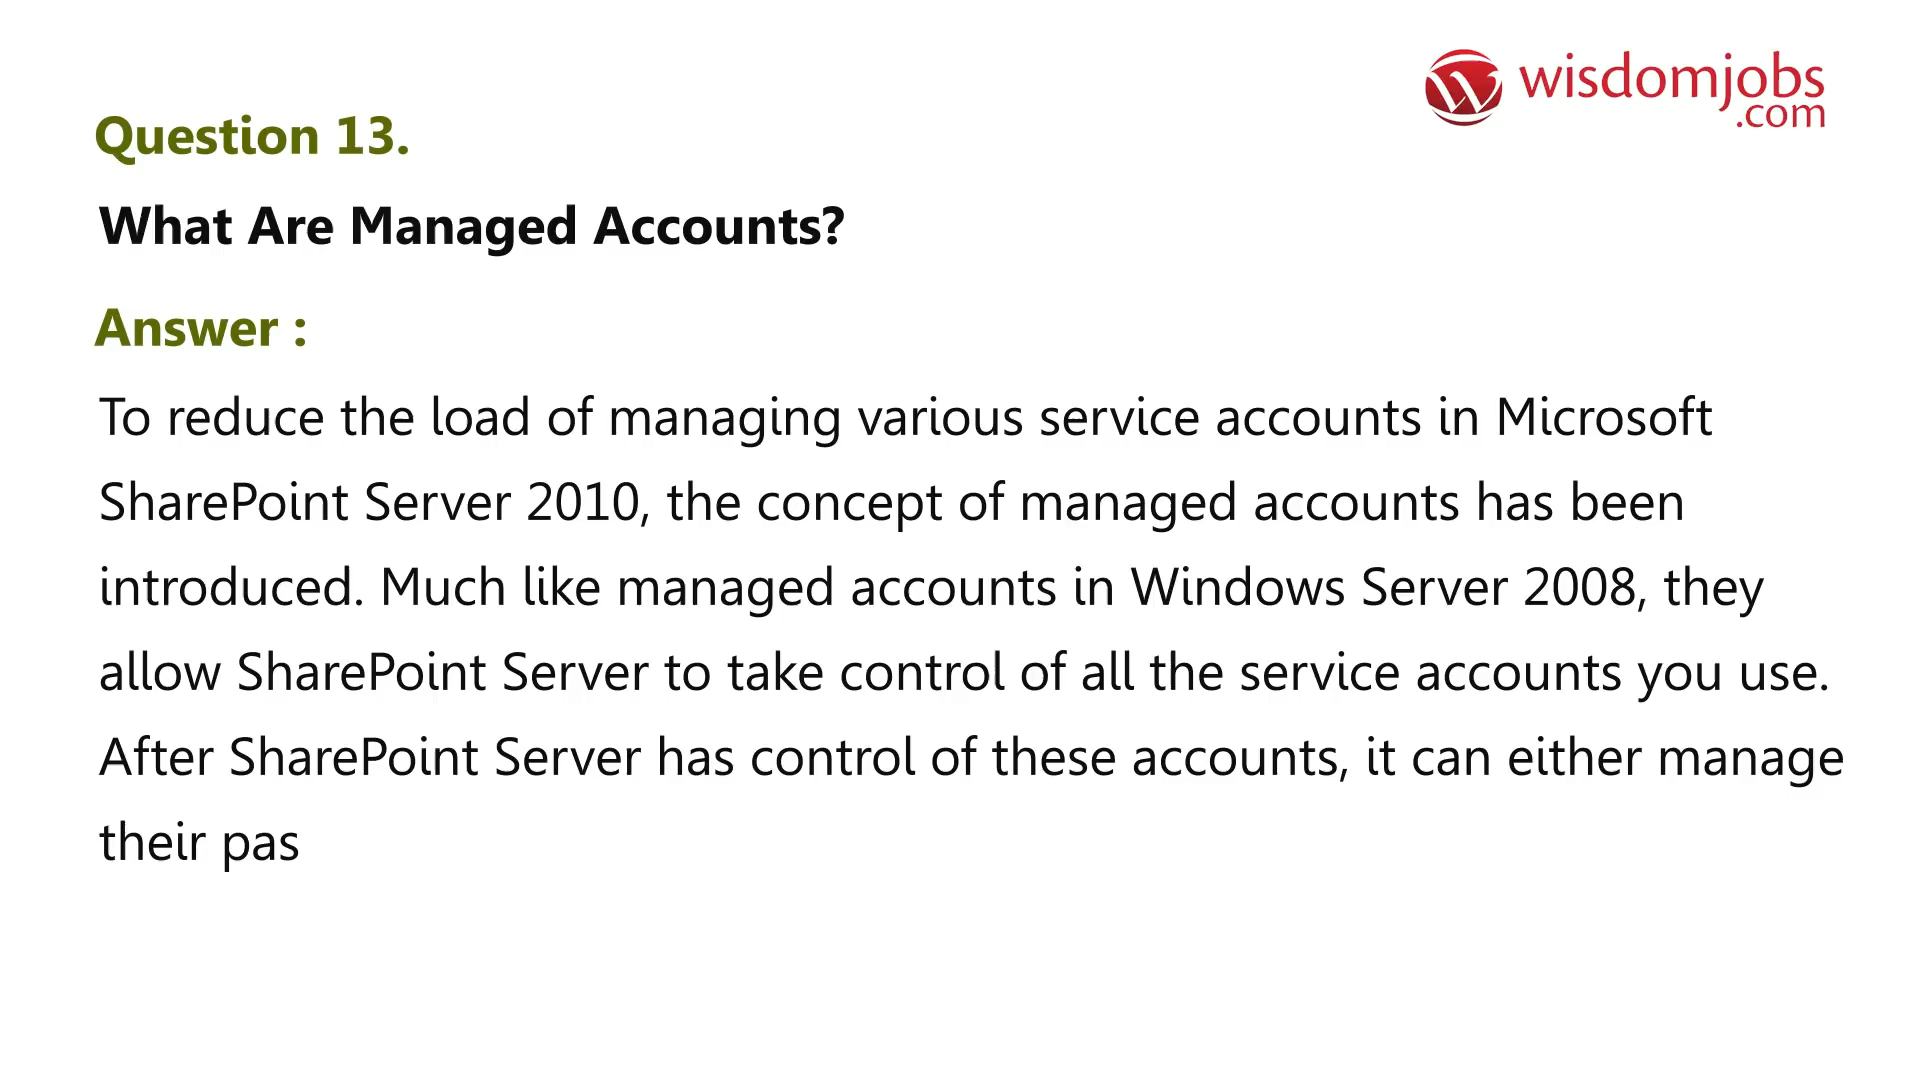 wisdomjobs
.com
Question 13.
What Are Managed Accounts?
Answer :
To reduce the load of managing various service accounts in Microsoft
SharePoint Server 2010, the concept of managed accounts has been
introduced. Much like managed accounts in Windows Server 2008, they
allow SharePoint Server to take control of all the service accounts you use.
After SharePoint Server has control of these accounts, it can either manage
their pas